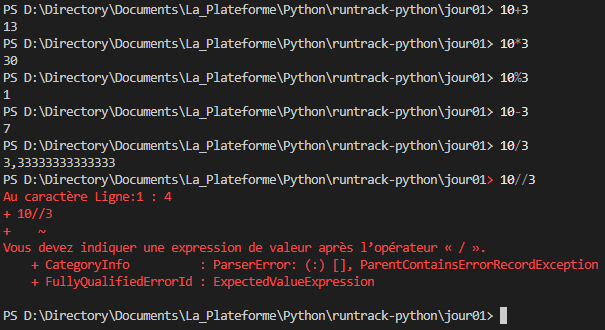 PS D:\Directory\Documents\La_Plateforme\Python\runtrack-python\jour01> 10+3
13
PS D:\Directory\Documents\La_Plateforme\Python\runtrack-python\jour01> 10*3
30
PS D:\Directory\Documents\La_Plateforme\Python\runtrack-python\jour01> 10%3
1
PS D:\Directory\Documents\La_Plateforme\Python\runtrack-python\jour01> 10-3
7
PS D:\Directory\Documents\La_Plateforme\Python\runtrack-python\jour01> 10/3
3,33333333333333
PS D:\Directory\Documents\La_Plateforme\Python\runtrack-python\jour01> 10//3
Au caractère Ligne:1 : 4
+ 10//3
+    ~
Vous devez indiquer une expression de valeur après l’opérateur « / ».
    + CategoryInfo          : ParserError: (:) [], ParentContainsErrorRecordException
    + FullyQualifiedErrorId : ExpectedValueExpression
PS D:\Directory\Documents\La_Plateforme\Python\runtrack-python\jour01>